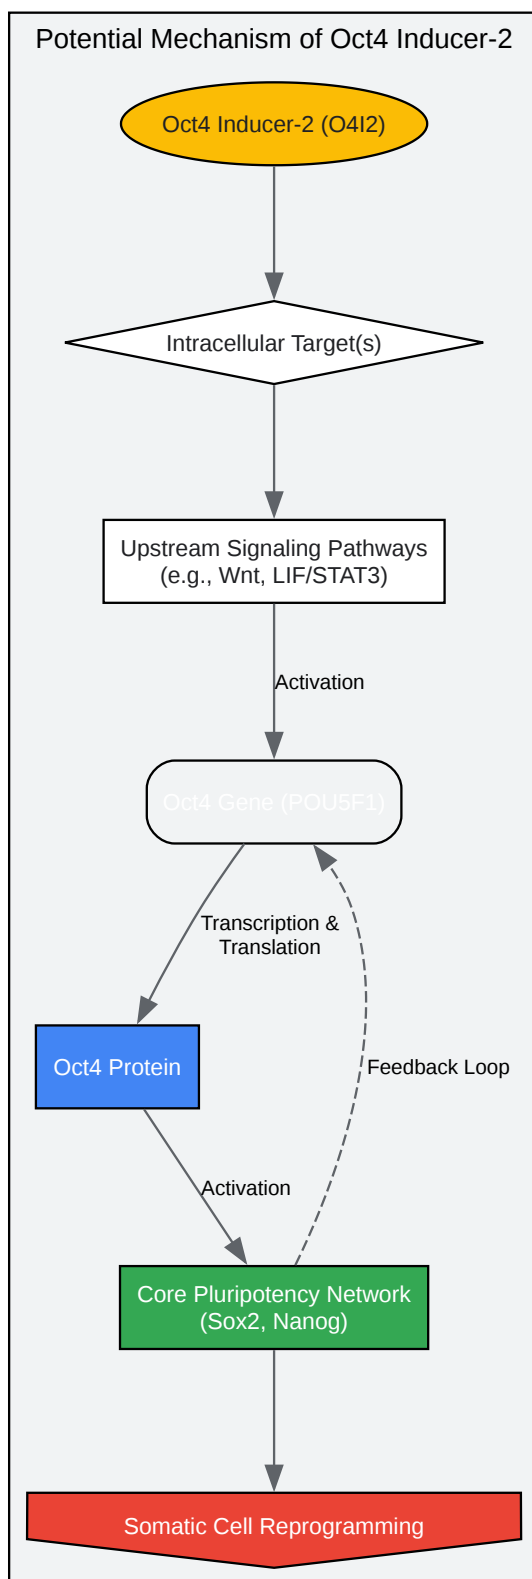 Potential Mechanism of Oct4 Inducer-2
Oct4 Inducer-2 (O4I2)
Intracellular Target(s)
Upstream Signaling Pathways
(e.g., Wnt, LIF/STAT3)
Activation
Oct4 Gene (POU5F1)
Transcription &
Translation
Oct4 Protein
Feedback Loop
Activation
Core Pluripotency Network
(Sox2, Nanog)
Somatic Cell Reprogramming